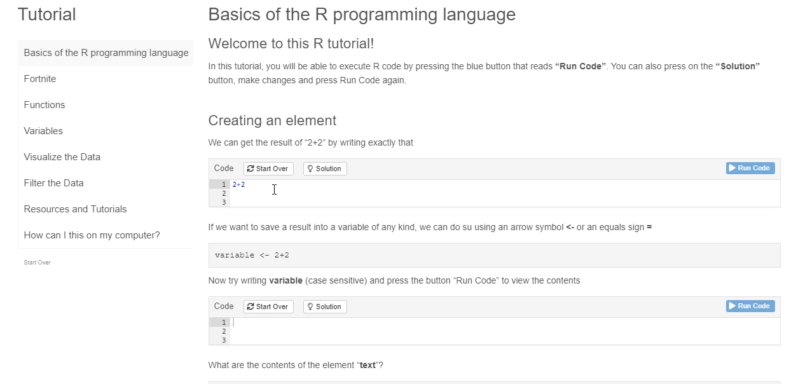 Tutorial
Basics of the R programming language
Fortnite
Functions
Variables
Visualize the Data
Filter the Data
Resources and Tutorials
How can I this on my computer?
Start Over
Basics of the R programming language
Welcome to this R tutorial!
In this tutorial, you will be able to execute R code by pressing the blue button that reads “Run Code”. You can also press on the “Solution”
button, make changes and press Run Code again.
Creating an element
We can get the result of “2+2” by writing exactly that
Code Start Over Solution Run Code
1 2+2
2
3
If we want to save a result into a variable of any kind, we can do su using an arrow symbol <- or an equals sign =
variable <- 2+2
Now try writing variable (case sensitive) and press the button “Run Code” to view the contents
Code Start Over Solution Run Code
1
2
3
What are the contents of the element “text”?